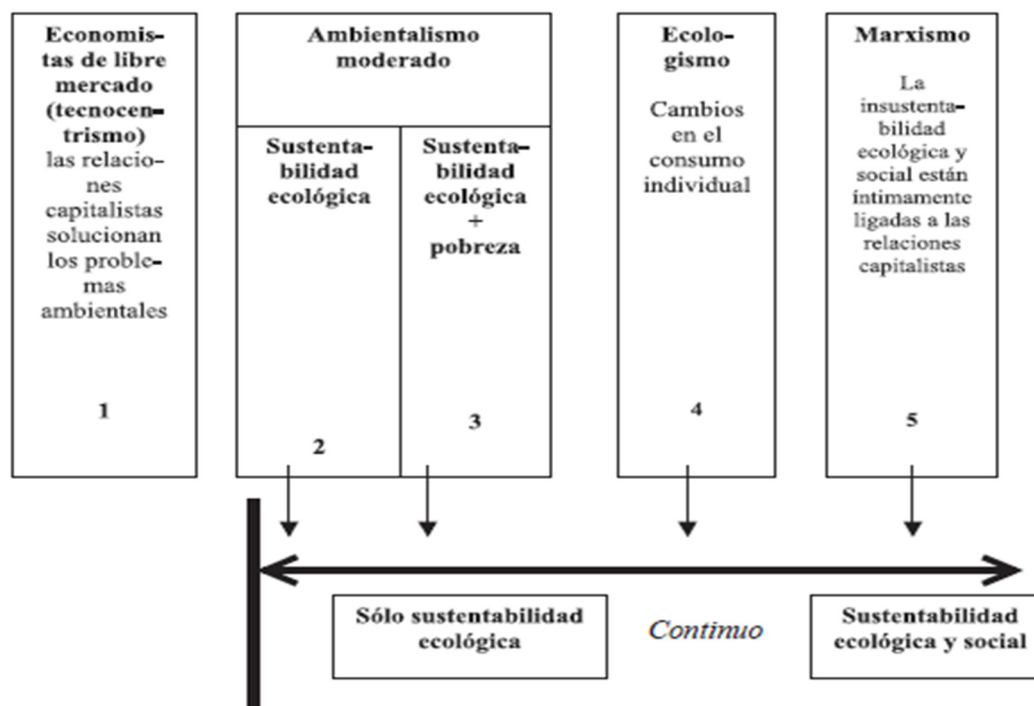 Economis-
tas de libre
mercado
(tecnocen-
trismo)
las relacio-
nes
capitalistas
solucionan
los proble-
mas
ambientales
1
Ambientalismo
moderado
Sustenta-
bilidad
ecológica
2
Sustenta-
bilidad
ecológica
+
pobreza
3
Ecolo-
gismo
Cambios
en el
consumo
individual
4
Marxismo
La
insustenta-
bilidad
ecológica y
social están
íntimamente
ligadas a las
relaciones
capitalistas
5
Sólo sustentabilidad
ecológica
Continuo
Sustentabilidad
ecológica y social